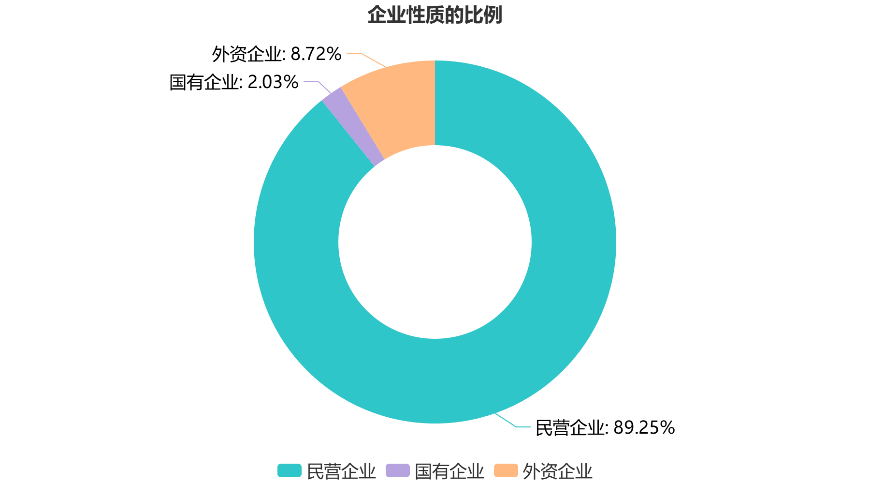 企业性质的比例
外资企业: 8.72%
国有企业: 2.03%
民营企业: 89.25%
民营企业 国有企业 外资企业